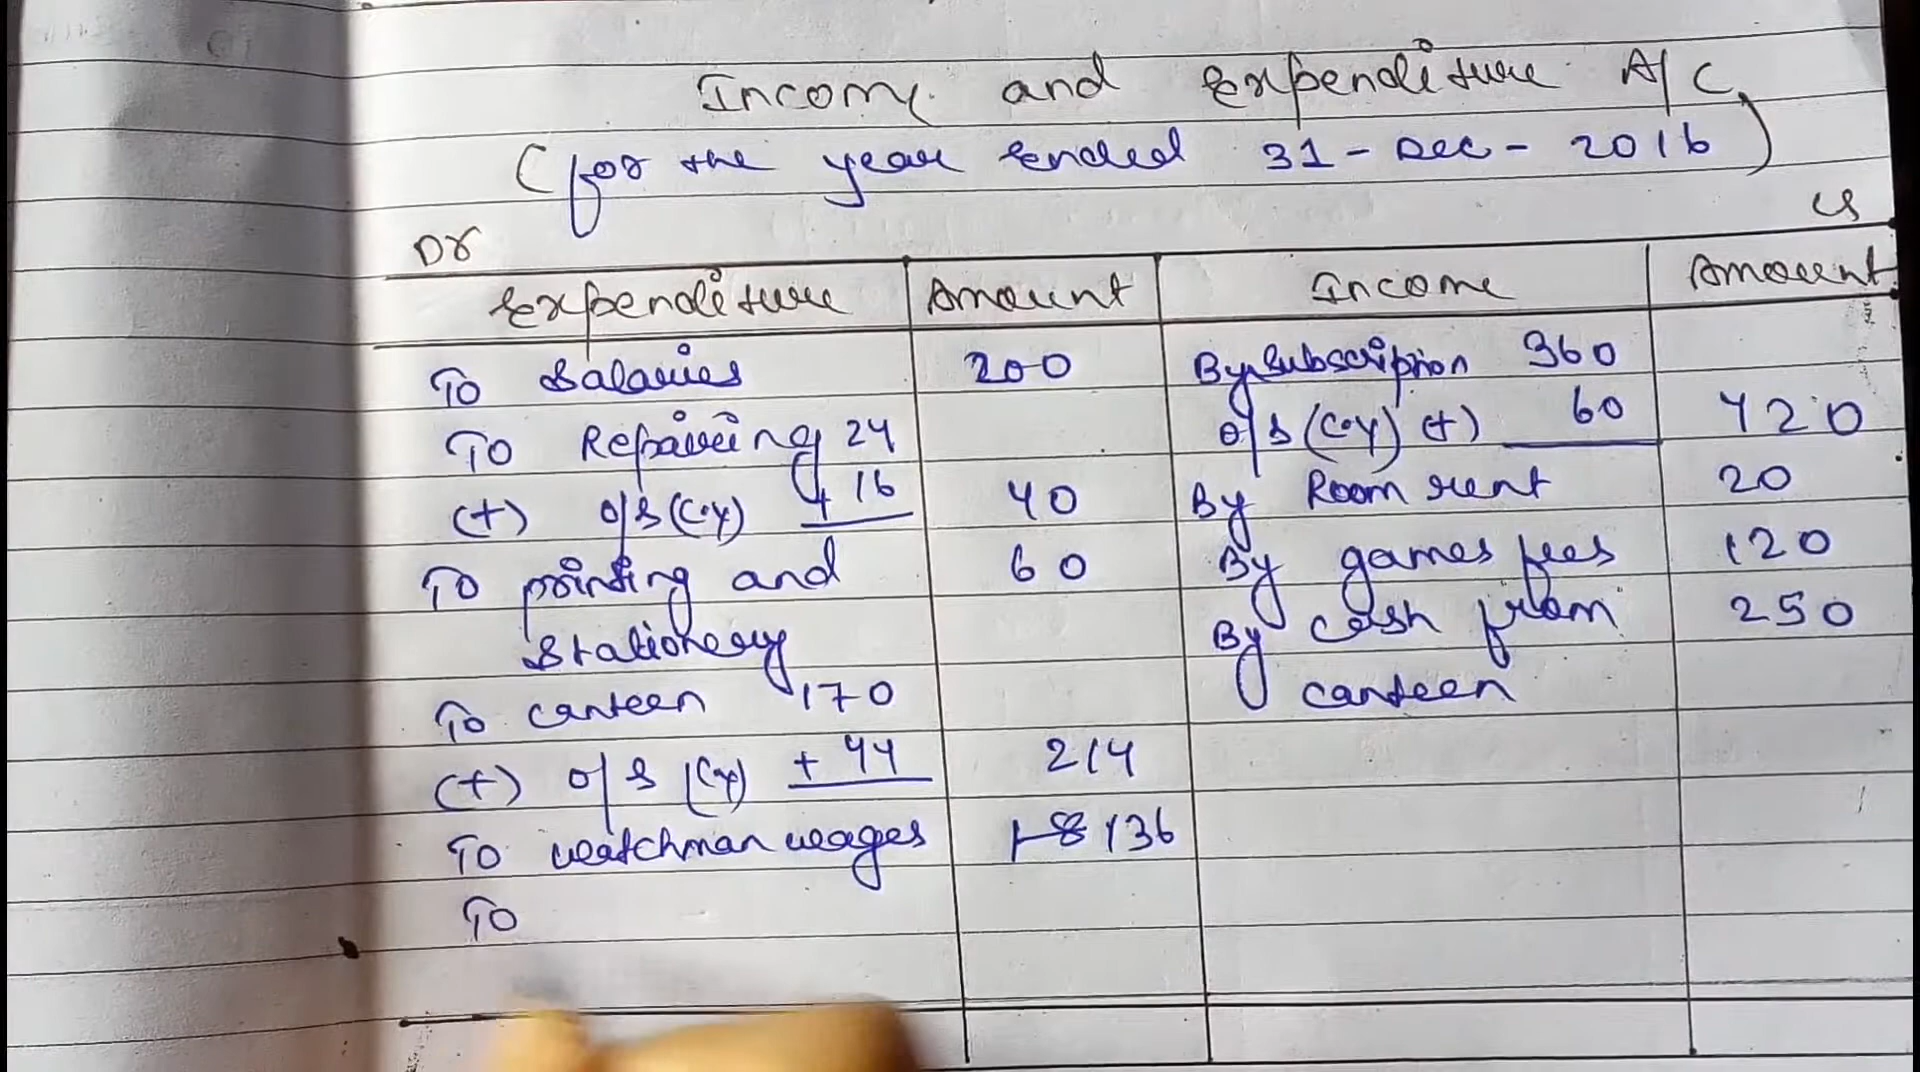 Income and Expenditure A/C
(for the year ended 31-Dec-2016)
Dr Cr
Expenditure Amount Income Amount
To Salaries 200 By Subscription 360
To Repairing 24 O/S (C.Y) (+) 60 420
(+) O/S (C.Y) + 16 40 By Room rent 20
To printing and 60 By games fees 120
Stationery By cash from 250
To canteen 170 canteen
(+) O/S (C.Y) + 44 214
To watchman wages 136
To